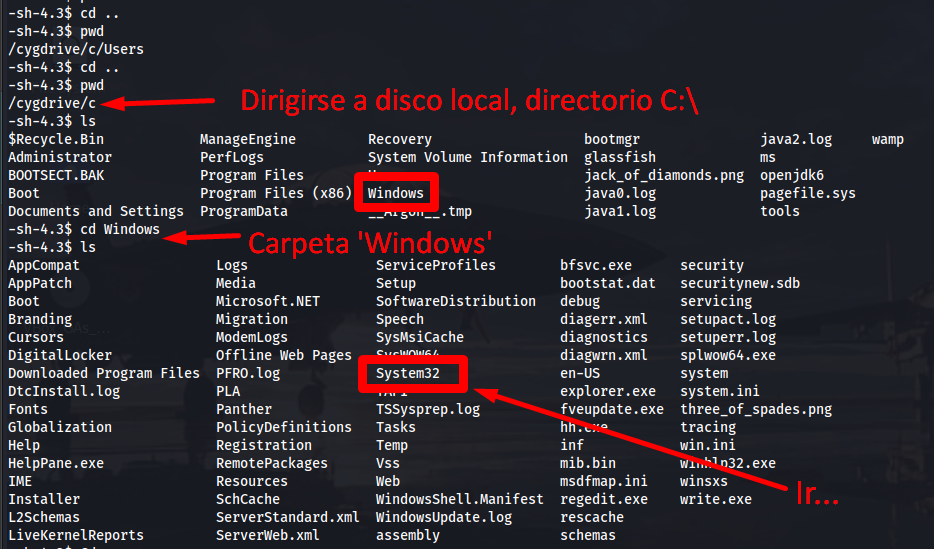 -sh-4.3$ cd ..
-sh-4.3$ pwd
/cygdrive/c/Users
-sh-4.3$ cd ..
-sh-4.3$ pwd
/cygdrive/c Dirigirse a disco local, directorio C:\
-sh-4.3$ ls
$Recycle.Bin ManageEngine Recovery bootmgr java2.log wamp
Administrator PerfLogs System Volume Information glassfish ms
BOOTSECT.BAK Program Files jack_of_diamonds.png openjdk6
Boot Program Files (x86) Windows java0.log pagefile.sys
Documents and Settings ProgramData __Argon__.tmp java1.log tools
-sh-4.3$ cd Windows
Carpeta 'Windows'
-sh-4.3$ ls
AppCompat Logs ServiceProfiles bfsvc.exe security
AppPatch Media Setup bootstat.dat securitynew.sdb
Boot Microsoft.NET SoftwareDistribution debug servicing
Branding Migration Speech diagerr.xml setupact.log
Cursors ModemLogs SysMsiCache diagnostics setuperr.log
DigitalLocker Offline Web Pages SysWOW64 diagwrn.xml splwow64.exe
Downloaded Program Files PFRO.log System32 en-US system
DtcInstall.log PLA TAPI explorer.exe system.ini
Fonts Panther TSSysprep.log fveupdate.exe three_of_spades.png
Globalization PolicyDefinitions Tasks hh.exe tracing
Help Registration Temp inf win.ini
HelpPane.exe RemotePackages Vss mib.bin winhlp32.exe
IME Resources Web msdfmap.ini winsxs
Installer SchCache WindowsShell.Manifest regedit.exe write.exe
Ir...
L2Schemas ServerStandard.xml WindowsUpdate.log rescache
LiveKernelReports ServerWeb.xml assembly schemas